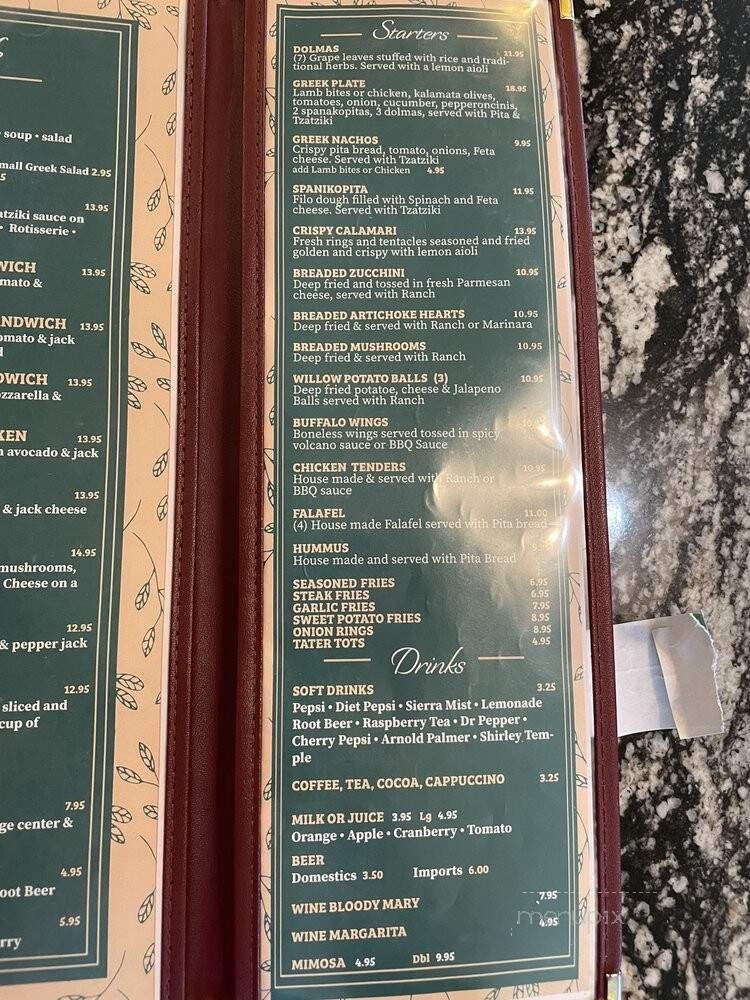 soup • salad
mall Greek Salad 2.95
13.95
atziki sauce on
• Rotisserie •
WICH 13.95
mato &
ANDWICH 13.95
omato & jack
DWICH 13.95
ozzarella &
KEN 13.95
avocado & jack
13.95
& jack cheese
14.95
mushrooms,
Cheese on a
12.95
& pepper jack
12.95
sliced and
cup of
7.95
ge center &
4.95
oot Beer
5.95
rry
Starters
DOLMAS 11.95
(7) Grape leaves stuffed with rice and tradi-
tional herbs. Served with a lemon aioli
GREEK PLATE 18.95
Lamb bites or chicken, kalamata olives,
tomatoes, onion, cucumber, pepperoncinis,
2 spanakopitas, 3 dolmas, served with Pita &
Tzatziki
GREEK NACHOS 9.95
Crispy pita bread, tomato, onions, Feta
cheese. Served with Tzatziki
add Lamb bites or Chicken 4.95
SPANIKOPITA 11.95
Filo dough filled with Spinach and Feta
cheese. Served with Tzatziki
CRISPY CALAMARI 13.95
Fresh rings and tentacles seasoned and fried
golden and crispy with lemon aioli
BREADED ZUCCHINI 10.95
Deep fried and tossed in fresh Parmesan
cheese, served with Ranch
BREADED ARTICHOKE HEARTS 10.95
Deep fried & served with Ranch or Marinara
BREADED MUSHROOMS 10.95
Deep fried & served with Ranch
WILLOW POTATO BALLS (3) 10.95
Deep fried potatoe, cheese & Jalapeno
Balls served with Ranch
BUFFALO WINGS
Boneless wings served tossed in spicy
volcano sauce or BBQ Sauce
CHICKEN TENDERS 10.95
House made & served with Ranch or
BBQ sauce
FALAFEL 11.00
(4) House made Falafel served with Pita bread
HUMMUS
House made and served with Pita Bread
SEASONED FRIES 6.95
STEAK FRIES 6.95
GARLIC FRIES 7.95
SWEET POTATO FRIES 8.95
ONION RINGS 8.95
TATER TOTS 4.95
Drinks
SOFT DRINKS 3.25
Pepsi • Diet Pepsi • Sierra Mist • Lemonade
Root Beer • Raspberry Tea • Dr Pepper •
Cherry Pepsi • Arnold Palmer • Shirley Tem-
ple
COFFEE, TEA, COCOA, CAPPUCCINO 3.25
MILK OR JUICE 3.95 Lg 4.95
Orange • Apple • Cranberry • Tomato
BEER
Domestics 3.50 Imports 6.00
WINE BLOODY MARY 7.95
WINE MARGARITA 4.95
MIMOSA 4.95 Dbl 9.95
menupix